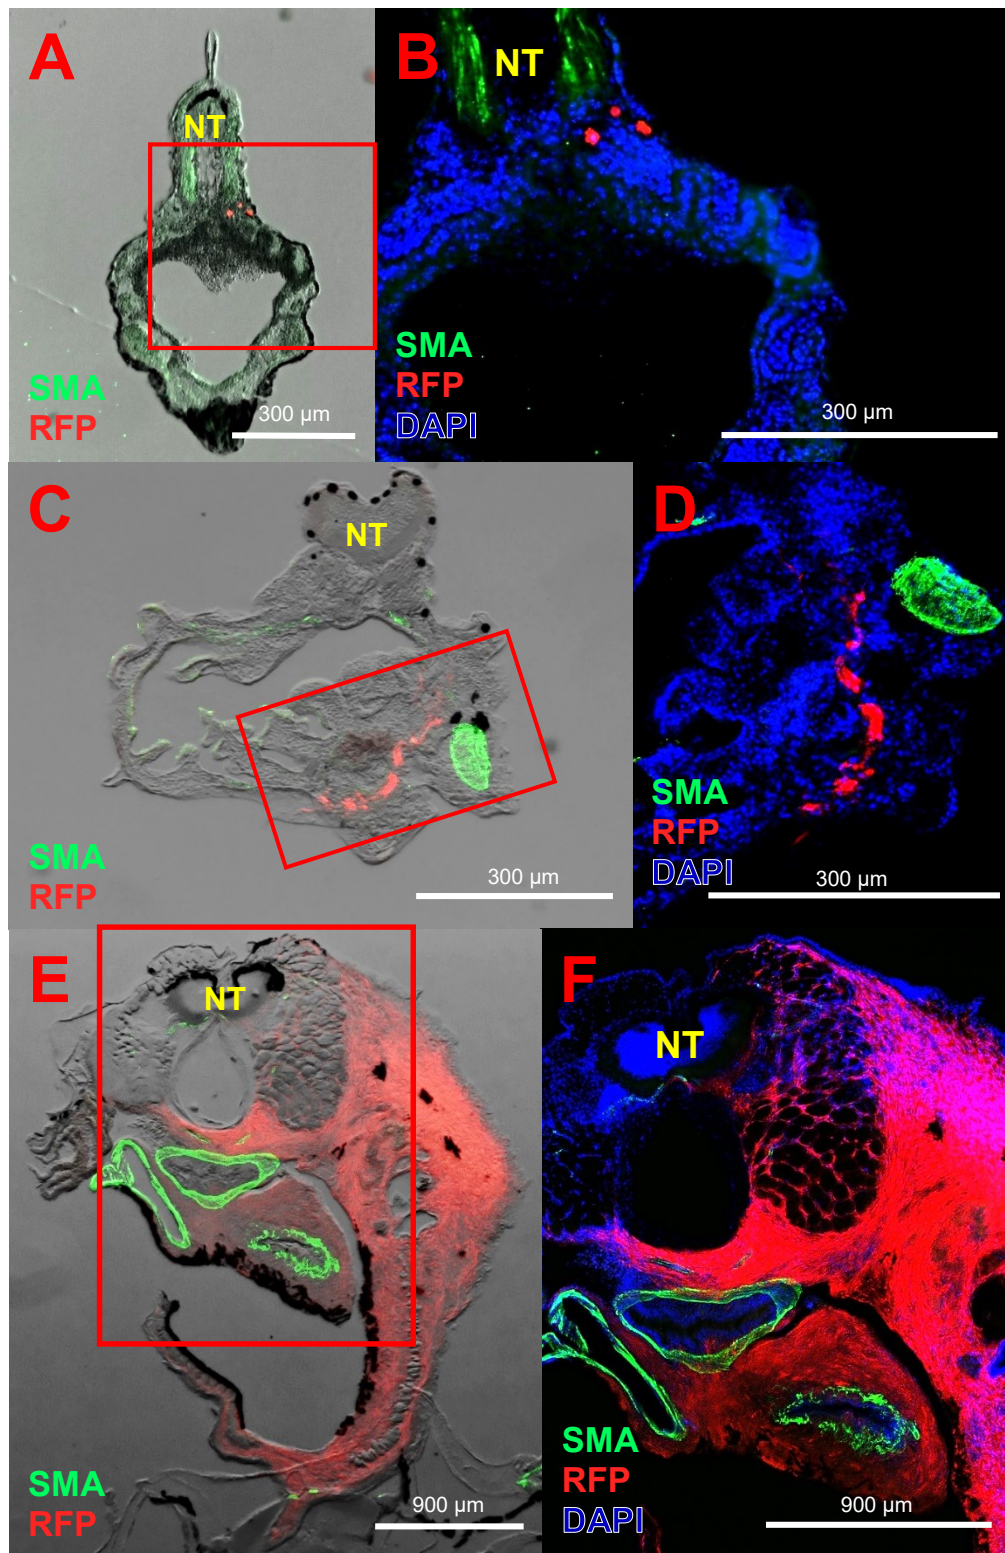 A
NT
SMA
RFP
300 µm
B
NT
SMA
RFP
DAPI
300 µm
C
NT
SMA
RFP
300 µm
D
SMA
RFP
DAPI
300 µm
E
NT
SMA
RFP
900 µm
F
NT
SMA
RFP
DAPI
900 µm